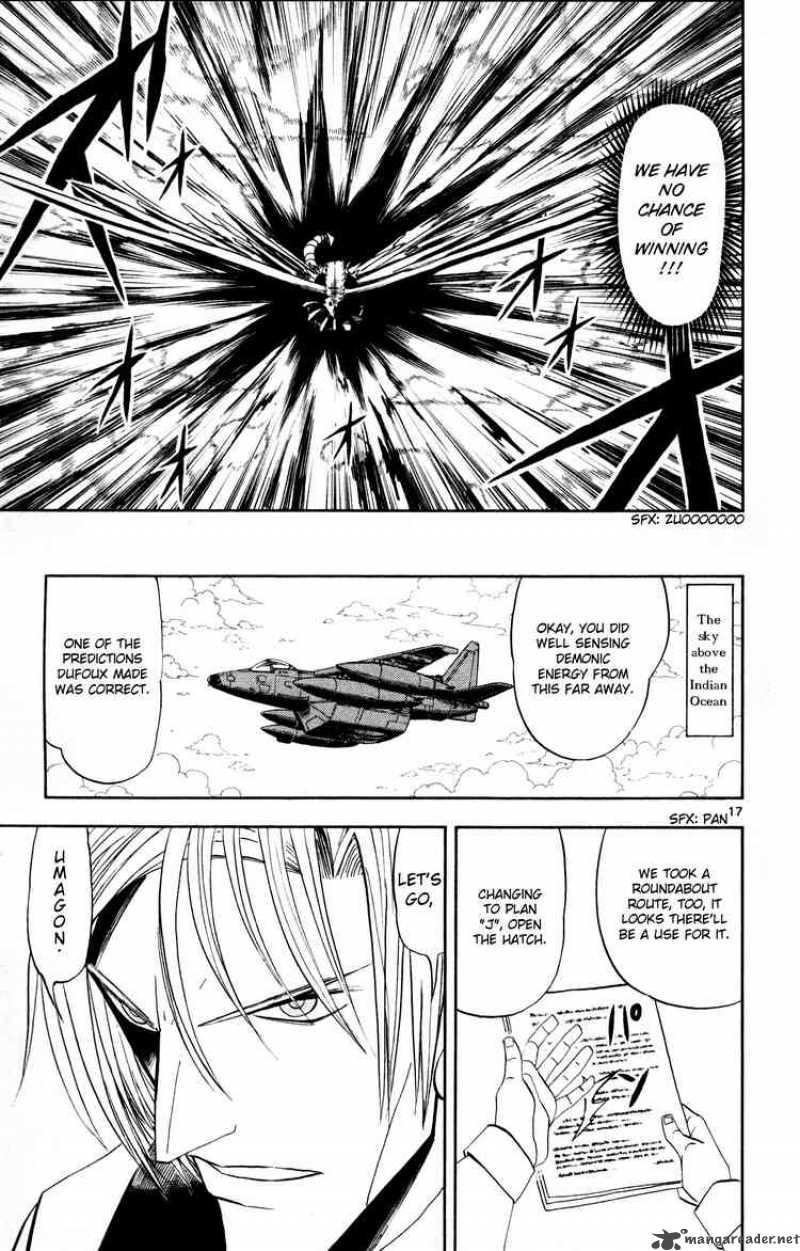 WE HAVE
NO
CHANCE
OF
WINNING
!!!
SFX: ZUOOOOOOO
The
sky
above
the
Indian
Ocean
OKAY, YOU DID
WELL SENSING
DEMONIC
ENERGY FROM
THIS FAR AWAY.
ONE OF THE
PREDICTIONS
DUFOUX MADE
WAS CORRECT.
SFX: PAN
17
WE TOOK A
ROUNDABOUT
ROUTE, TOO, IT
LOOKS THERE'LL
BE A USE FOR IT.
CHANGING
TO PLAN
"J", OPEN
THE HATCH.
パン
LET'S
GO,
UMAGON.
mangareader.net